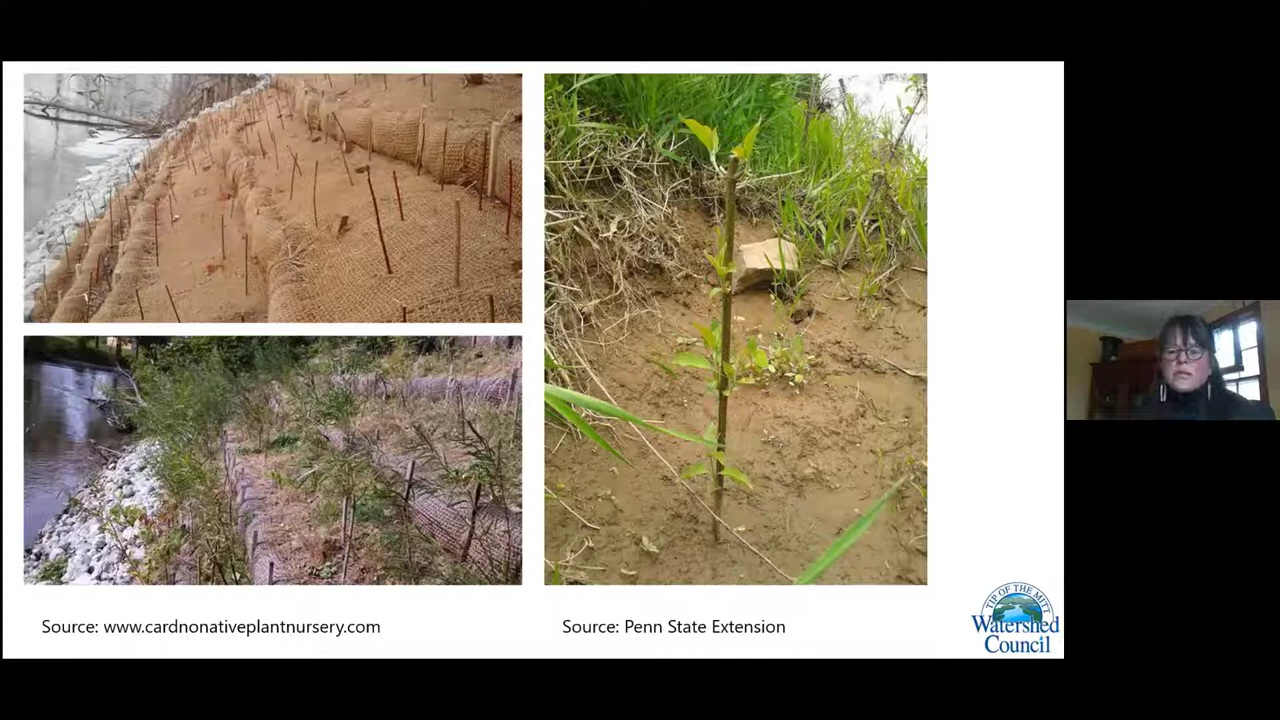 Source: www.cardnonativeplantnursery.com
Source: Penn State Extension
TIP OF THE MITT
Watershed
Council